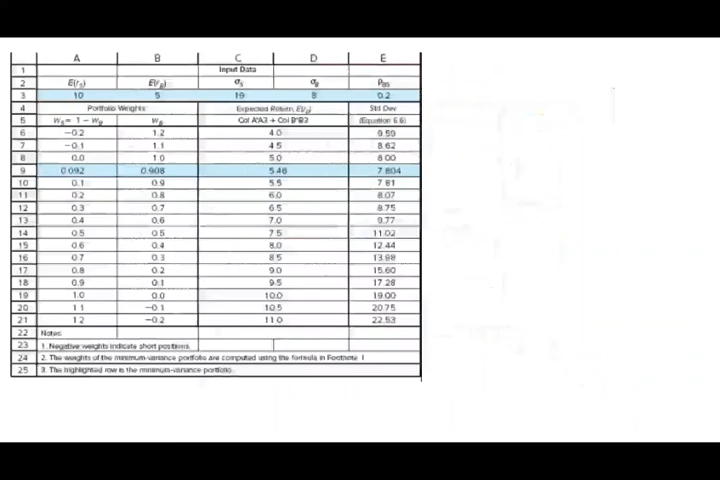 A B C D E
1 Input Data
2 E(rS) E(rB) σS σB ρBS
3 10 5 19 8 0.2
4 Portfolio Weights Expected Return, E(rp) Std Dev
5 wS = 1 - wB wB Col A*A3 + Col B*B3 (Equation 6.6)
6 −0.2 1.2 4.0 9.59
7 −0.1 1.1 4.5 8.62
8 0.0 1.0 5.0 8.00
9 0.092 0.908 5.46 7.804
10 0.1 0.9 5.5 7.81
11 0.2 0.8 6.0 8.07
12 0.3 0.7 6.5 8.75
13 0.4 0.6 7.0 9.77
14 0.5 0.5 7.5 11.02
15 0.6 0.4 8.0 12.44
16 0.7 0.3 8.5 13.98
17 0.8 0.2 9.0 15.60
18 0.9 0.1 9.5 17.28
19 1.0 0.0 10.0 19.00
20 1.1 −0.1 10.5 20.75
21 1.2 −0.2 11.0 22.53
22 Notes:
23 1. Negative weights indicate short positions.
24 2. The weights of the minimum-variance portfolio are computed using the formula in Footnote 1
25 3. The highlighted row is the minimum-variance portfolio.